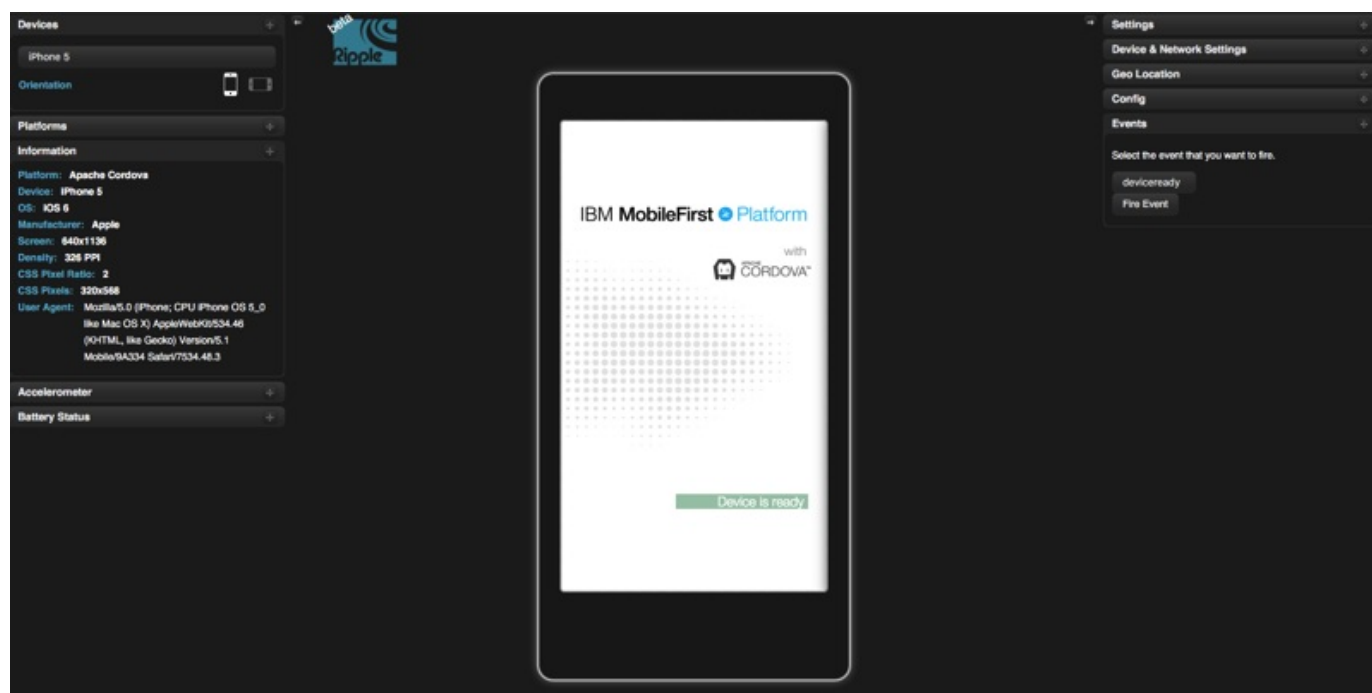 Devices
iPhone 5
Orientation
Platforms
Information
Platform: Apache Cordova
Device: iPhone 5
OS: iOS 6
Manufacturer: Apple
Screen: 640x1136
Density: 326 PPI
CSS Pixel Ratio: 2
CSS Pixels: 320x568
User Agent: Mozilla/5.0 (iPhone; CPU iPhone OS 5_0
like Mac OS X) AppleWebKit/534.46
(KHTML, like Gecko) Version/5.1
Mobile/9A334 Safari/7534.48.3
Accelerometer
Battery Status
beta
Ripple
IBM MobileFirst Platform
with
APACHE
CORDOVA™
Device is ready
Settings
Device & Network Settings
Geo Location
Config
Events
Select the event that you want to fire.
deviceready
Fire Event